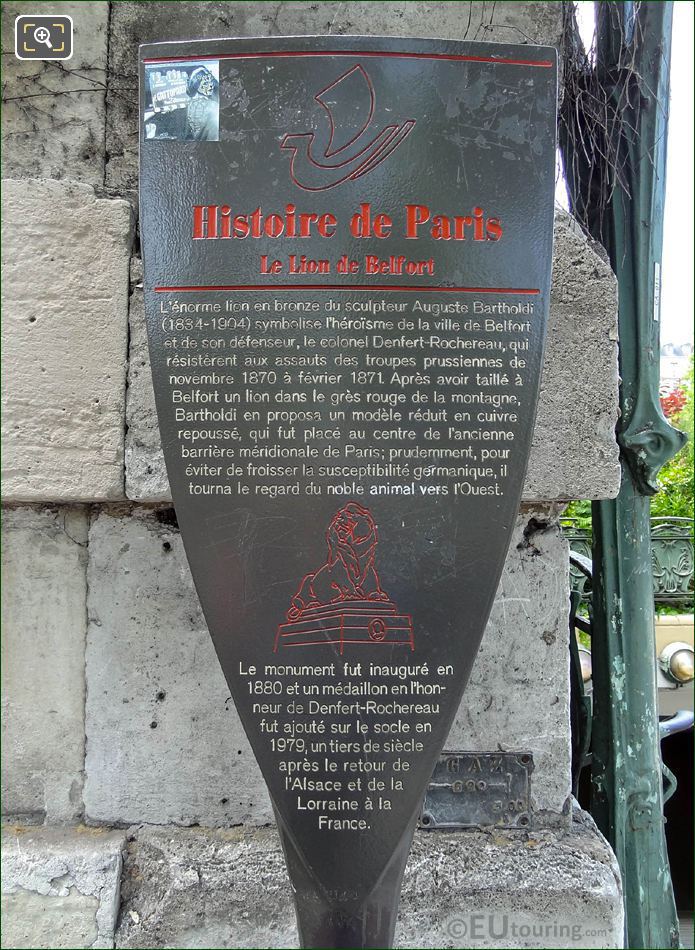 Histoire de Paris
Le Lion de Belfort
L'énorme lion en bronze du sculpteur Auguste Bartholdi
(1834-1904) symbolise l'héroïsme de la ville de Belfort
et de son défenseur, le colonel Denfert-Rochereau, qui
résistèrent aux assauts des troupes prussiennes de
novembre 1870 à février 1871. Après avoir taillé à
Belfort un lion dans le grès rouge de la montagne,
Bartholdi en proposa un modèle réduit en cuivre
repoussé, qui fut placé au centre de l'ancienne
barrière méridionale de Paris; prudemment, pour
éviter de froisser la susceptibilité germanique, il
tourna le regard du noble animal vers l'Ouest.
Le monument fut inauguré en
1880 et un médaillon en l'hon-
neur de Denfert-Rochereau
fut ajouté sur le socle en
1979, un tiers de siècle
après le retour de
l'Alsace et de la
Lorraine à la
France.
GAZ
©EUtouring.com